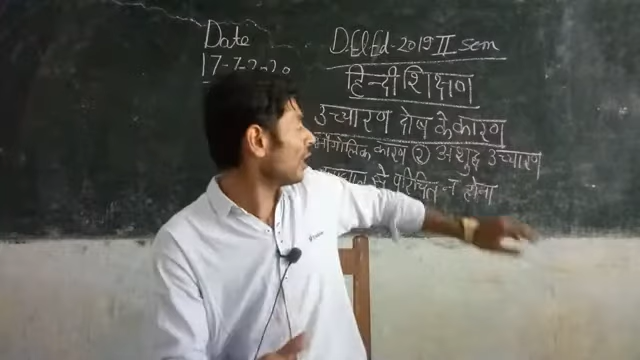 Date
17-7-2020
D.El.Ed-2019 II sem
हिन्दी शिक्षण
उच्चारण दोष के कारण
भौगोलिक कारण ② अशुद्ध उच्चारण
से परिचित न होना